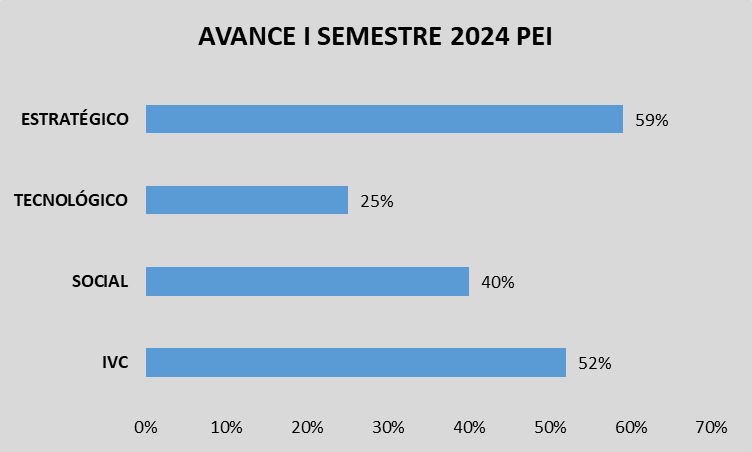 AVANCE I SEMESTRE 2024 PEI
ESTRATÉGICO 59%
TECNOLÓGICO 25%
SOCIAL 40%
IVC 52%
0% 10% 20% 30% 40% 50% 60% 70%